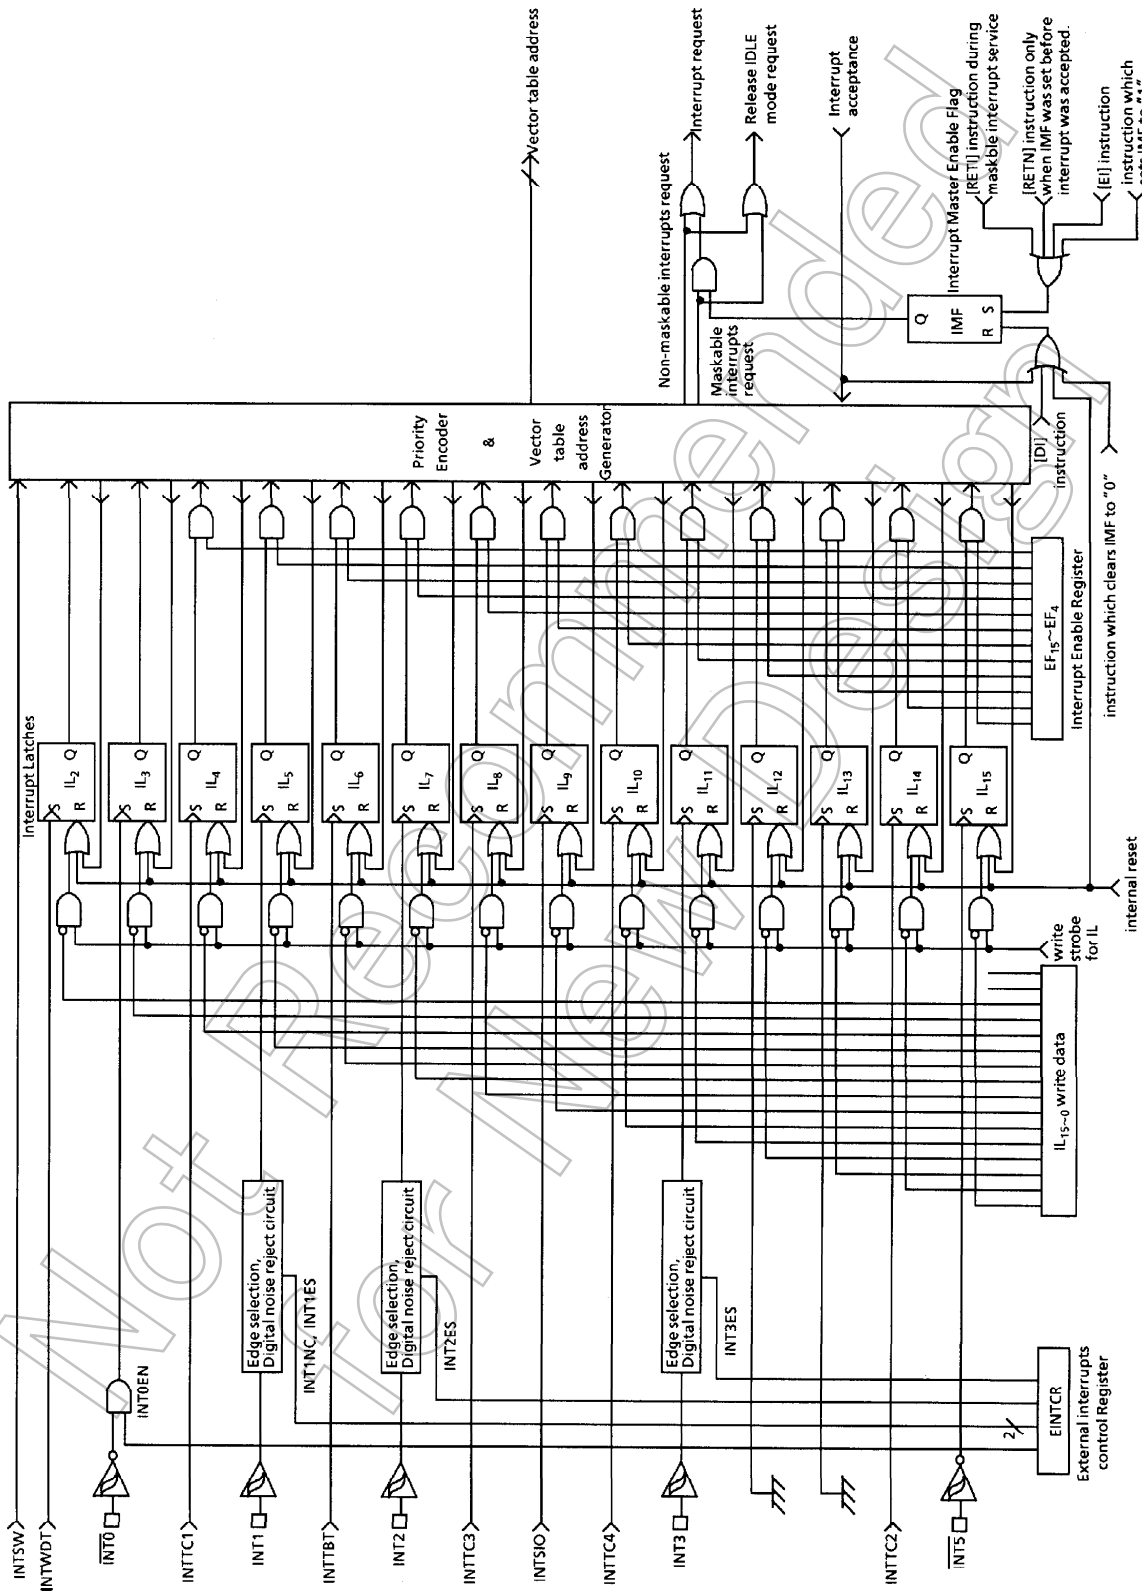 Not Recommended
for New Design
INTSW
INTWDT
INT0
INTTC1
INT1
INTTBT
INT2
INTTC3
INTSIO
INTTC4
INT3
INTTC2
INT5
INT0EN
Edge selection,
Digital noise reject circuit
INT1NC, INT1ES
Edge selection,
Digital noise reject circuit
INT2ES
Edge selection,
Digital noise reject circuit
INT3ES
2
EINTCR
External interrupts
control Register
Interrupt Latches
S IL2 Q R
S IL3 Q R
S IL4 Q R
S IL5 Q R
S IL6 Q R
S IL7 Q R
S IL8 Q R
S IL9 Q R
S IL10 Q R
S IL11 Q R
S IL12 Q R
S IL13 Q R
S IL14 Q R
S IL15 Q R
IL15~0 write data
write
strobe
for IL
internal reset
EF15~EF4
Interrupt Enable Register
instruction which clears IMF to "0"
Priority
Encoder
&
Vector
table
address
Generator
[DI]
instruction
Vector table address
Non-maskable interrupts request
Maskable
interrupts
request
Interrupt request
Release IDLE
mode request
Interrupt
acceptance
Q
IMF
R S
Interrupt Master Enable Flag
[RETI] instruction during
maskble interrupt service
[RETN] instruction only
when IMF was set before
interrupt was accepted.
[EI] instruction
instruction which
sets IMF to "1"